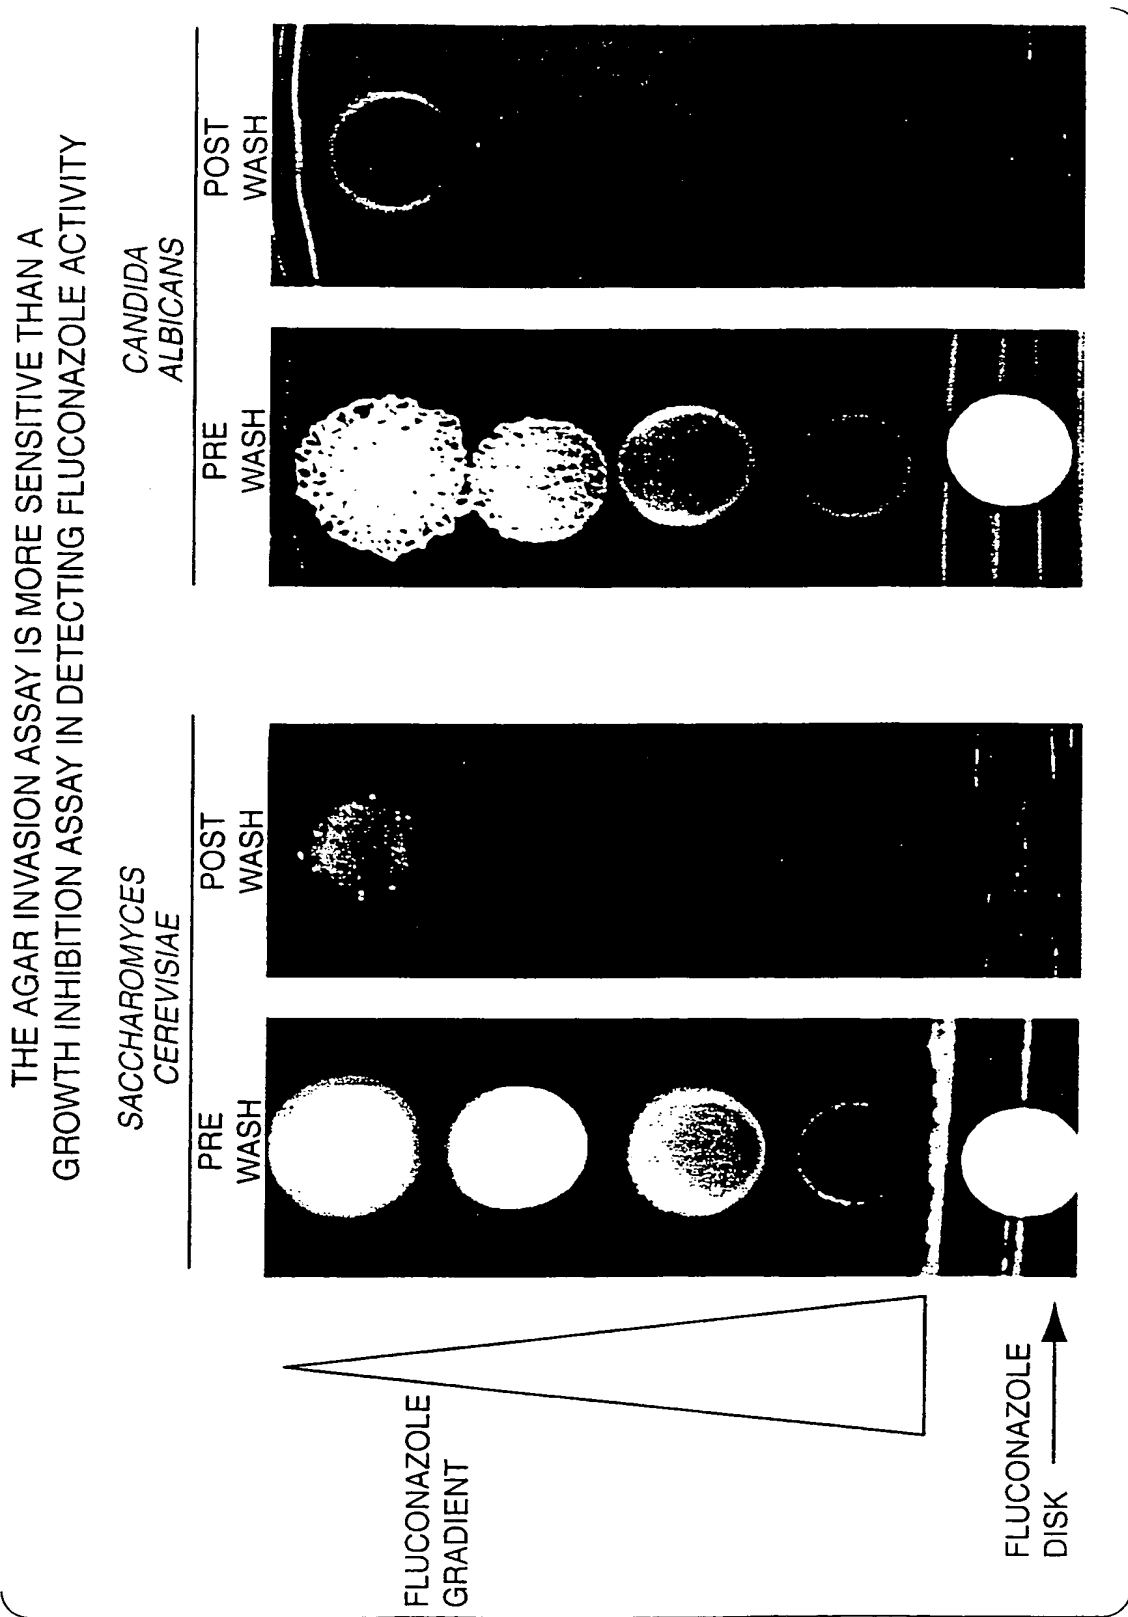 THE AGAR INVASION ASSAY IS MORE SENSITIVE THAN A
GROWTH INHIBITION ASSAY IN DETECTING FLUCONAZOLE ACTIVITY
SACCHAROMYCES
CEREVISIAE
CANDIDA
ALBICANS
PRE
WASH
POST
WASH
PRE
WASH
POST
WASH
FLUCONAZOLE
GRADIENT
FLUCONAZOLE
DISK